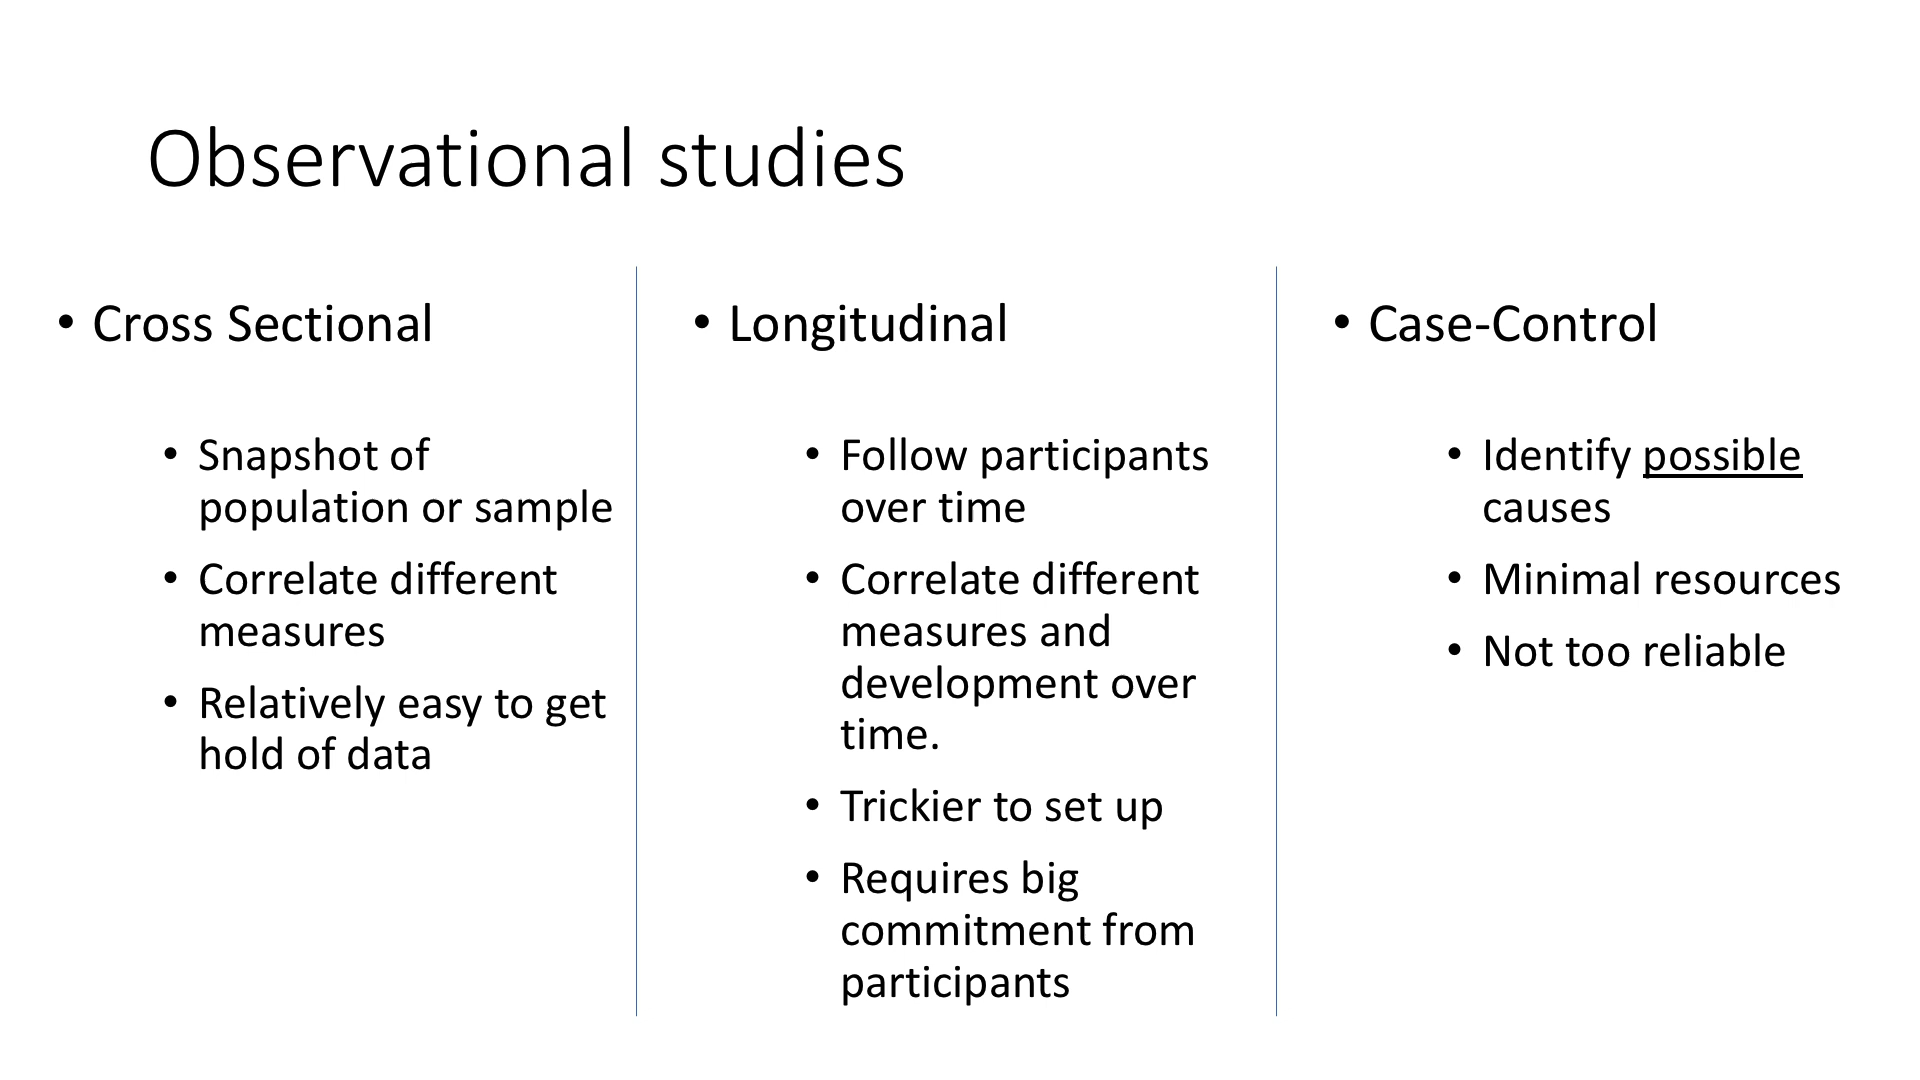 Observational studies
• Cross Sectional
• Snapshot of
population or sample
• Correlate different
measures
• Relatively easy to get
hold of data
• Longitudinal
• Follow participants
over time
• Correlate different
measures and
development over
time.
• Trickier to set up
• Requires big
commitment from
participants
• Case-Control
• Identify possible
causes
• Minimal resources
• Not too reliable